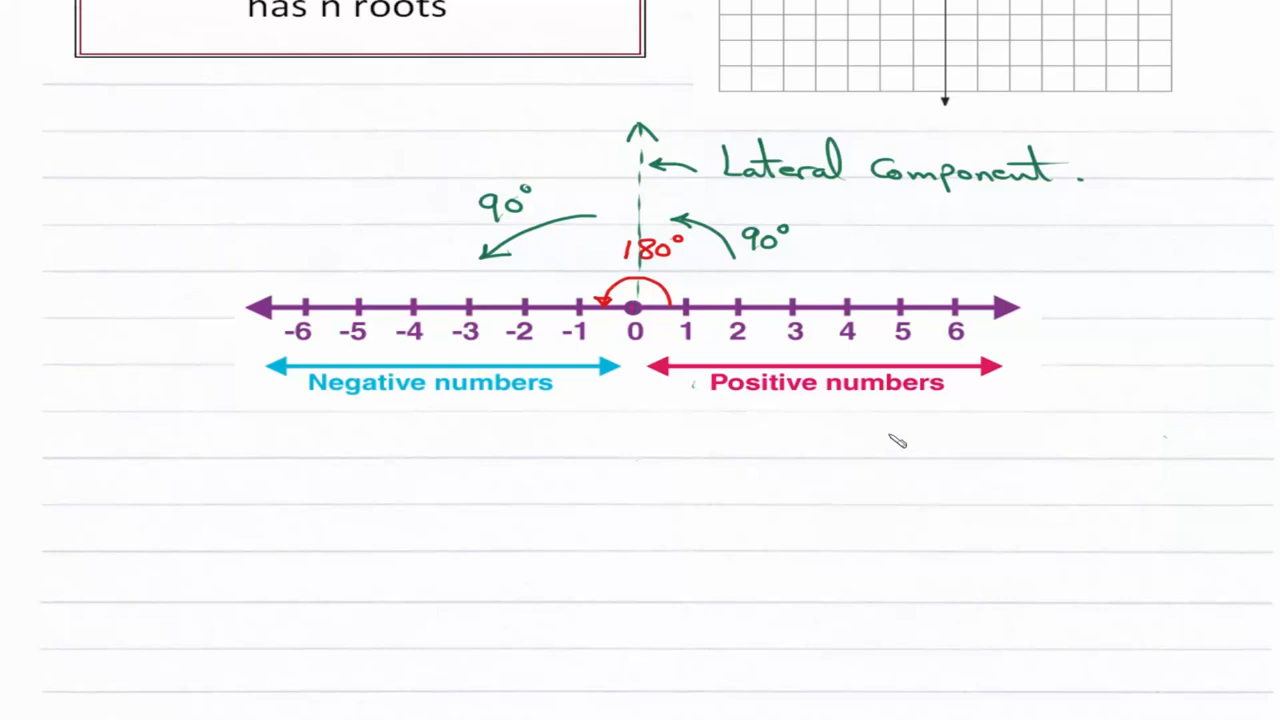 has n roots
Lateral Component.
90°
90°
180°
-6 -5 -4 -3 -2 -1 0 1 2 3 4 5 6
Negative numbers
Positive numbers